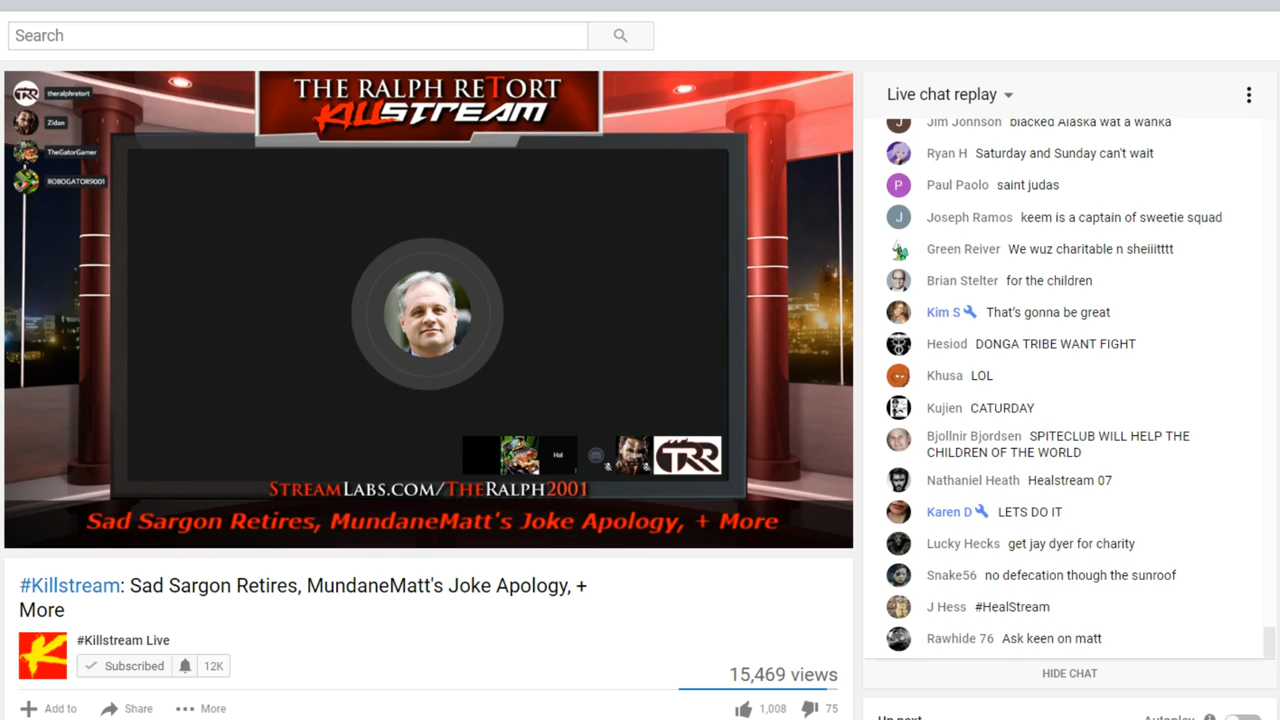 Search
theralphretort
Zidan
TheGatorGamer
ROBOGATOR9001
THE RALPH RETORT
KILLSTREAM
Hal
Zidan
TRR
STREAMLABS.COM/THERALPH2001
Sad Sargon Retires, MundaneMatt's Joke Apology, + More
#Killstream: Sad Sargon Retires, MundaneMatt's Joke Apology, +
More
#Killstream Live
Subscribed 12K
15,469 views
Add to Share More 1,008 75
Live chat replay
J Jim Johnson blacked Alaska wat a wanka
Ryan H Saturday and Sunday can't wait
P Paul Paolo saint judas
J Joseph Ramos keem is a captain of sweetie squad
Green Reiver We wuz charitable n sheiiitttt
Brian Stelter for the children
Kim S That's gonna be great
Hesiod DONGA TRIBE WANT FIGHT
Khusa LOL
Kujien CATURDAY
Bjollnir Bjordsen SPITECLUB WILL HELP THE
CHILDREN OF THE WORLD
Nathaniel Heath Healstream 07
Karen D LETS DO IT
Lucky Hecks get jay dyer for charity
Snake56 no defecation though the sunroof
J Hess #HealStream
Rawhide 76 Ask keen on matt
HIDE CHAT
Up next Autoplay